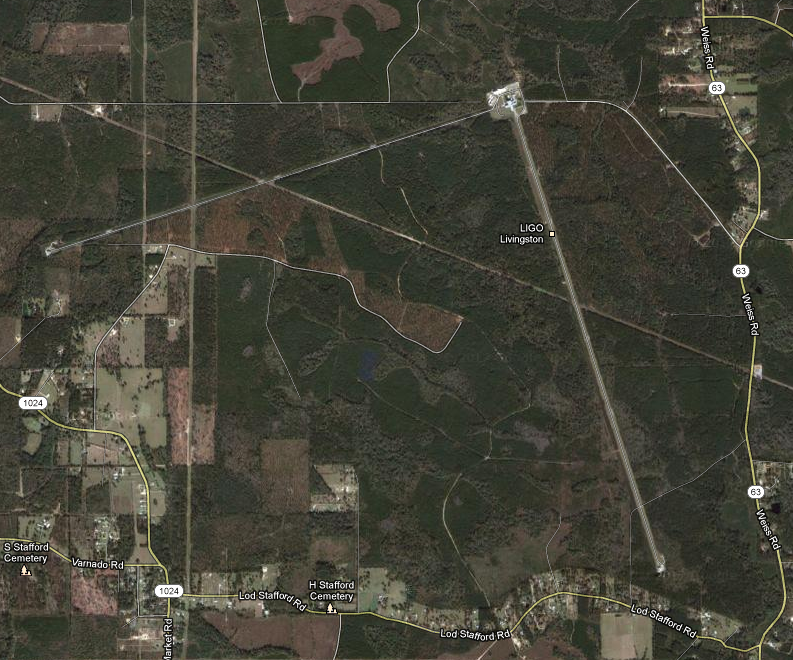 Weiss Rd
63
LIGO
Livingston
63
Weiss Rd
1024
63
Weiss Rd
S Stafford
Cemetery
Varnado Rd
1024
H Stafford
Cemetery
Lod Stafford Rd
Lod Stafford Rd
Lod Stafford Rd
Market Rd